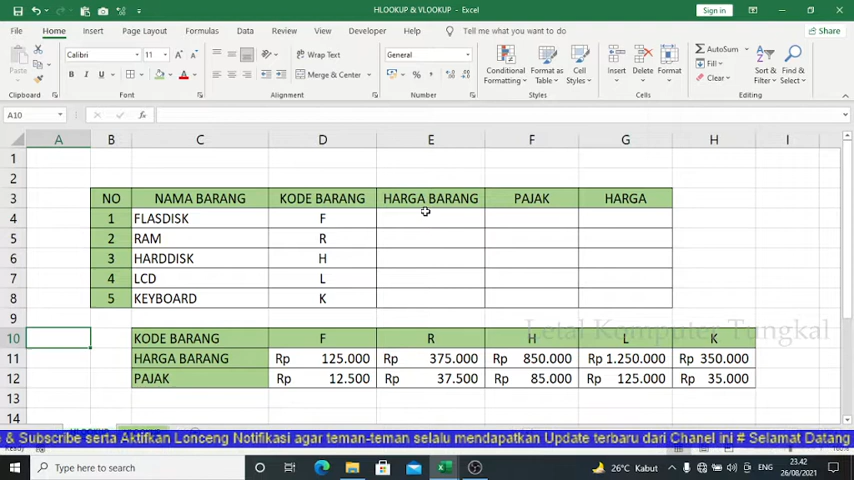 HLOOKUP & VLOOKUP - Excel
Sign in
File Home Insert Page Layout Formulas Data Review View Help Tell me what you want to do Share
Paste Calibri 11 Wrap Text General Conditional Format as Cell Insert Delete Format AutoSum Sort & Find &
Merge & Center Formatting Table Styles Fill Filter Select
Clear
Clipboard Font Alignment Number Styles Cells Editing
A10 fx
A B C D E F G H I
1
2
3 NO NAMA BARANG KODE BARANG HARGA BARANG PAJAK HARGA
4 1 FLASDISK F
5 2 RAM R
6 3 HARDDISK H
7 4 LCD L
8 5 KEYBOARD K
9
Letal Komputer Tungkal
10 KODE BARANG F R H L K
11 HARGA BARANG Rp 125.000 Rp 375.000 Rp 850.000 Rp 1.250.000 Rp 350.000
12 PAJAK Rp 12.500 Rp 37.500 Rp 85.000 Rp 125.000 Rp 35.000
13
14
& Subscribe serta Aktifkan Lonceng Notifikasi agar teman-teman selalu mendapatkan Update terbaru dari Chanel ini # Selamat Datang
Type here to search
26°C Kabut
ENG
23.42
26/08/2021